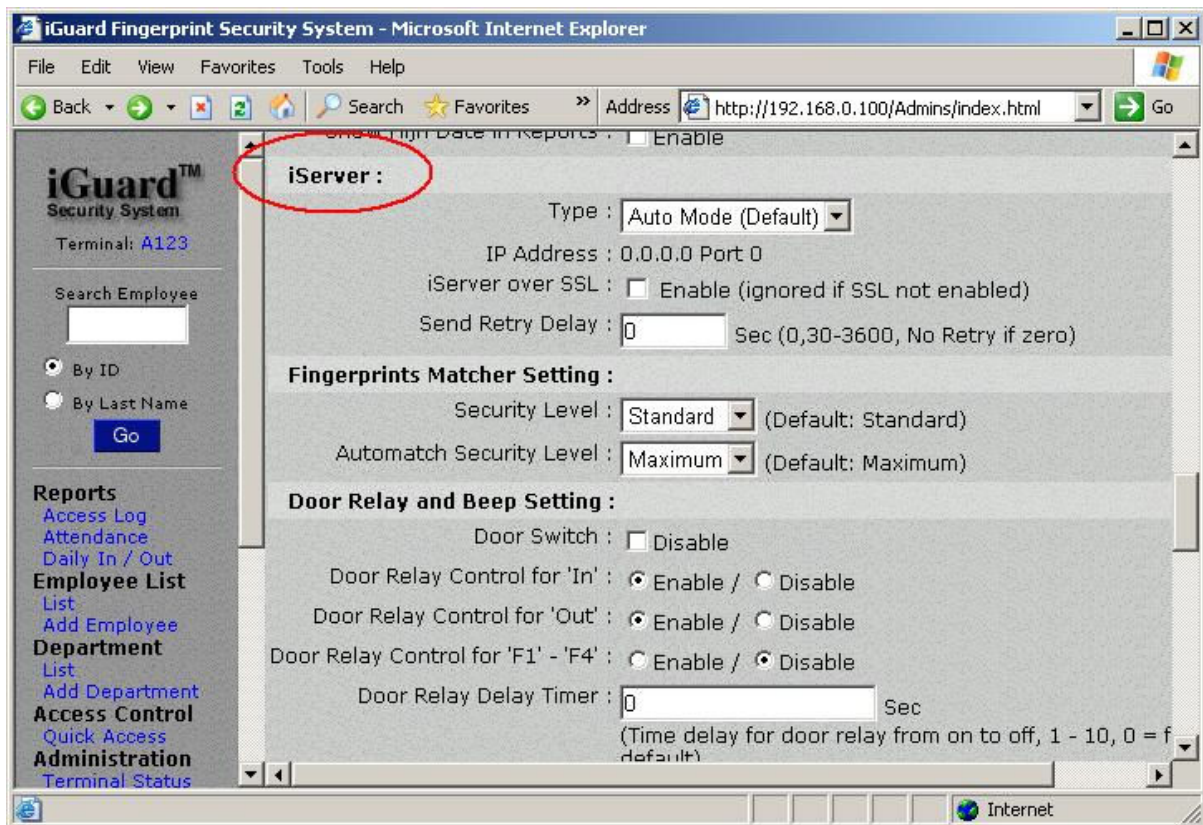 iGuard Fingerprint Security System - Microsoft Internet Explorer
File Edit View Favorites Tools Help
Back Search Favorites » Address http://192.168.0.100/Admins/index.html Go
iGuard™
Security System
Terminal: A123
Search Employee
By ID
By Last Name
Go
Reports
Access Log
Attendance
Daily In / Out
Employee List
List
Add Employee
Department
List
Add Department
Access Control
Quick Access
Administration
Terminal Status
Date in Reports : Enable
iServer :
Type : Auto Mode (Default)
IP Address : 0.0.0.0 Port 0
iServer over SSL : Enable (ignored if SSL not enabled)
Send Retry Delay : 0 Sec (0,30-3600, No Retry if zero)
Fingerprints Matcher Setting :
Security Level : Standard (Default: Standard)
Automatch Security Level : Maximum (Default: Maximum)
Door Relay and Beep Setting :
Door Switch : Disable
Door Relay Control for 'In' : Enable / Disable
Door Relay Control for 'Out' : Enable / Disable
Door Relay Control for 'F1' - 'F4' : Enable / Disable
Door Relay Delay Timer : 0 Sec
(Time delay for door relay from on to off, 1 - 10, 0 = f
default)
Internet